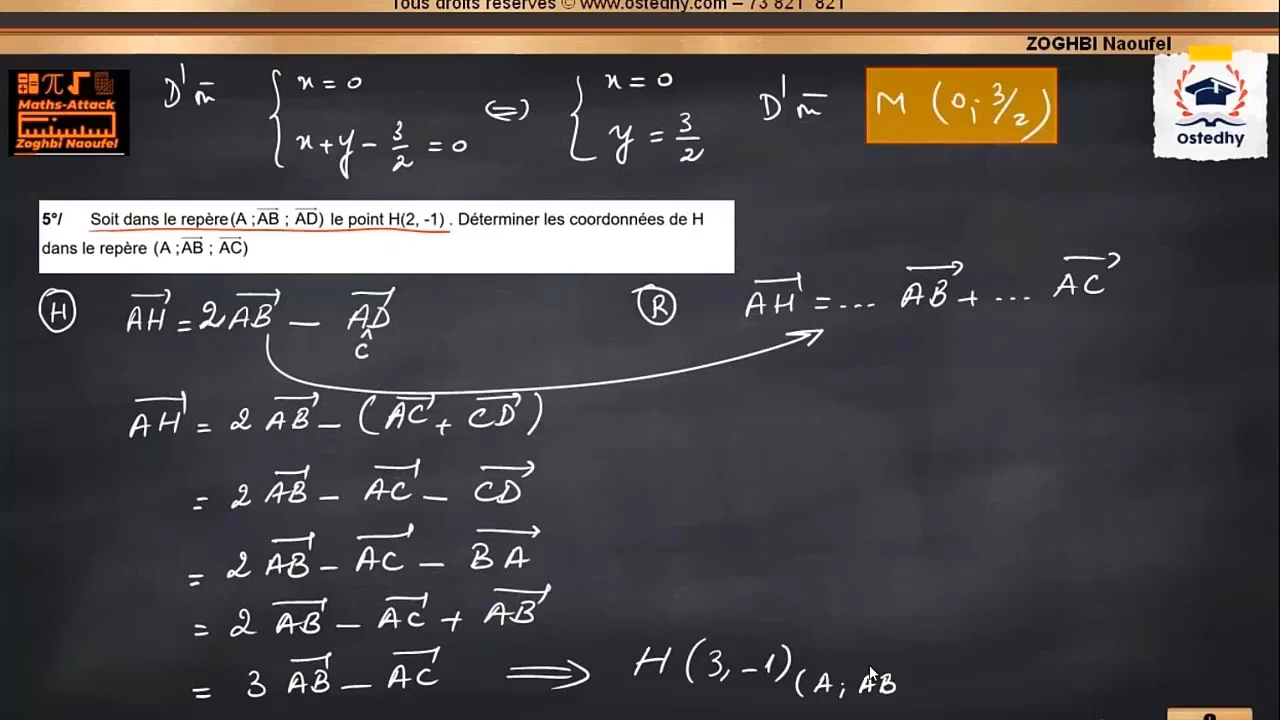 Tous droits réservés © www.ostedhy.com – 73 821 821
ZOGHBI Naoufel
Maths-Attack
Zoghbi Naoufel
Ostedhy
D'où { x = 0 ; x + y - 3/2 = 0 ⇔ { x = 0 ; y = 3/2 D'où M (0; 3/2)
5°/ Soit dans le repère (A ; AB→ ; AD→) le point H(2, -1) . Déterminer les coordonnées de H
dans le repère (A ; AB→ ; AC→)
(H) AH→ = 2 AB→ - AD→
C
(R) AH→ = ... AB→ + ... AC→
AH→ = 2 AB→ - (AC→ + CD→)
= 2 AB→ - AC→ - CD→
= 2 AB→ - AC→ - BA→
= 2 AB→ - AC→ + AB→
= 3 AB→ - AC→ ⟹ H (3, -1) (A; AB